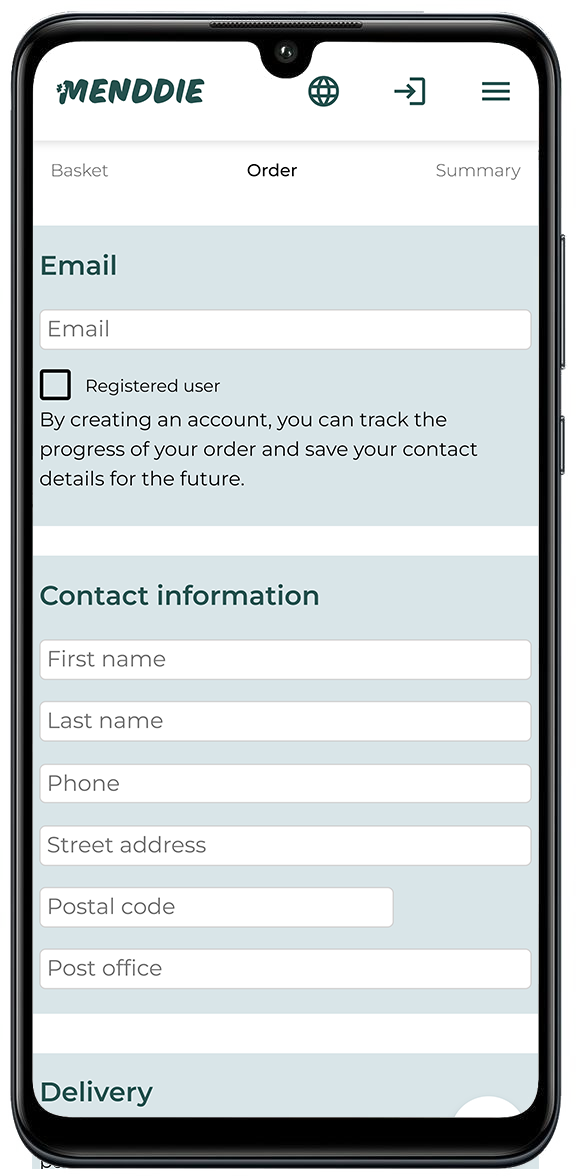 MENDDIE
Basket Order Summary
Email
Email
Registered user
By creating an account, you can track the
progress of your order and save your contact
details for the future.
Contact information
First name
Last name
Phone
Street address
Postal code
Post office
Delivery